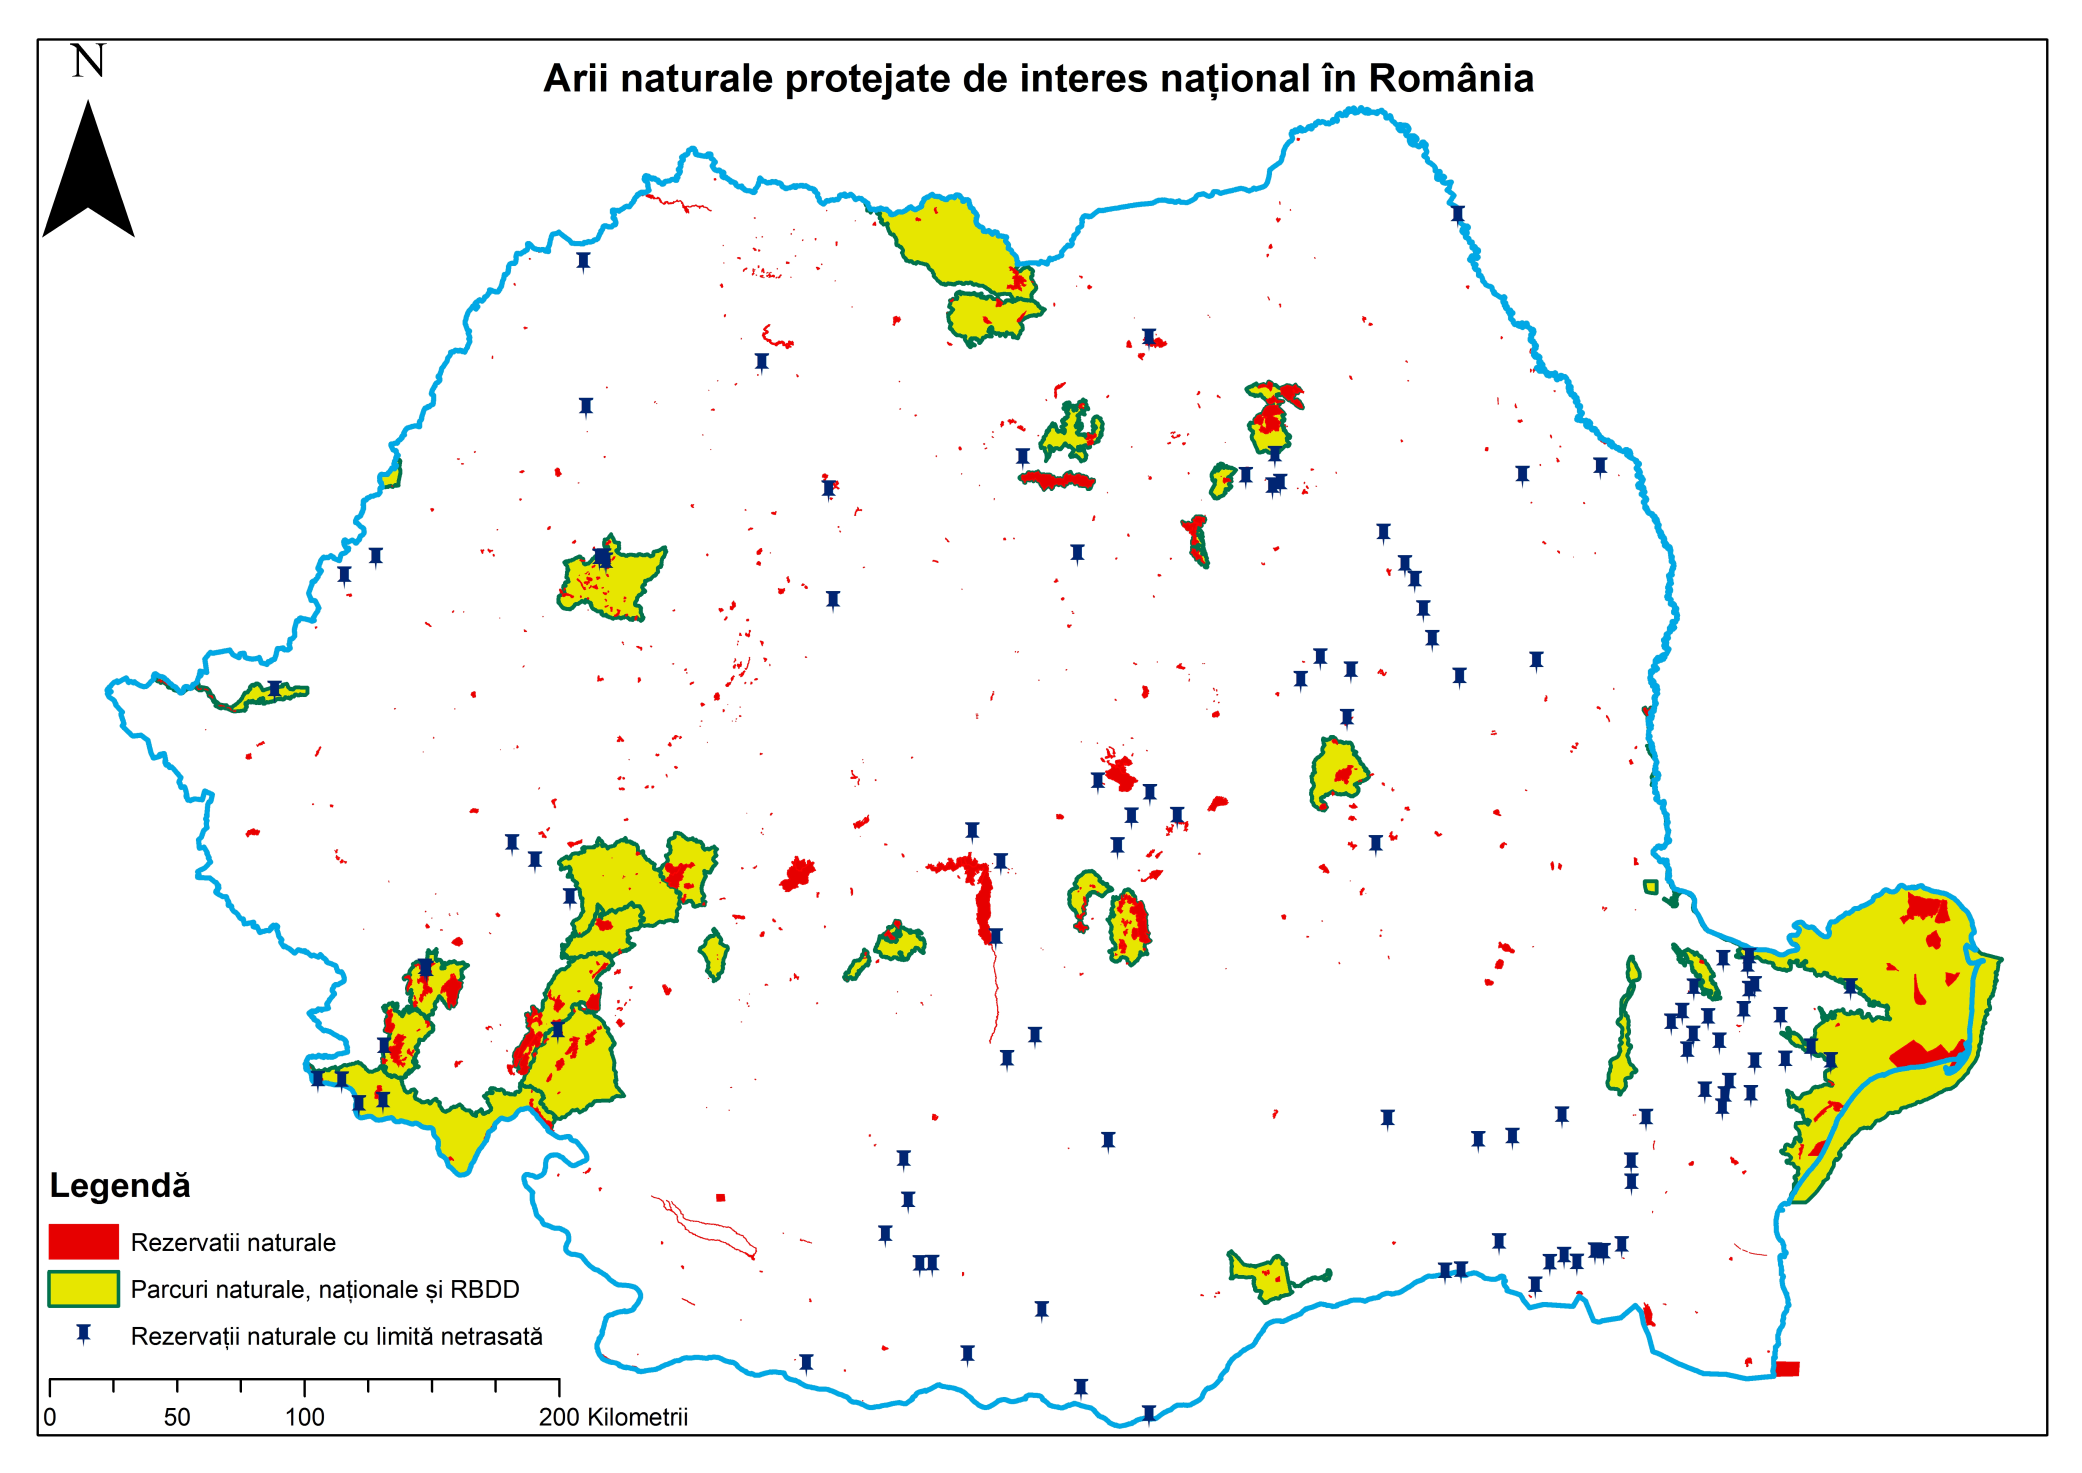 N
Arii naturale protejate de interes național în România
Legendă
Rezervatii naturale
Parcuri naturale, naționale și RBDD
Rezervații naturale cu limită netrasată
0 50 100 200 Kilometrii